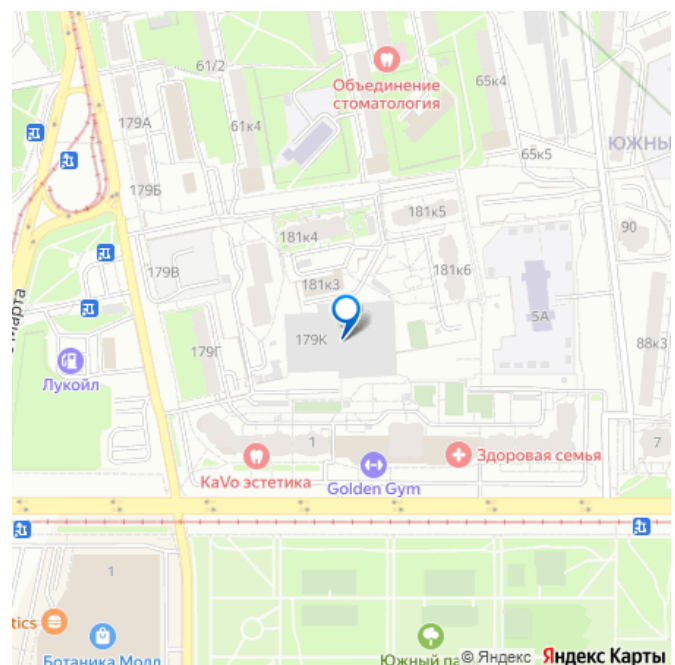 61/2
Объединение
стоматология
65к4
179А
61к4
65к5
ЮЖНЫ
179Б
181к5
181к4
90
179В
181к3
181к6
Марта
179К
5А
179Г
88к3
Лукойл
1
7
KaVo эстетика
Здоровая семья
Golden Gym
1
tics
Ботаника Молл
Южный па
© Яндекс Яндекс Карты